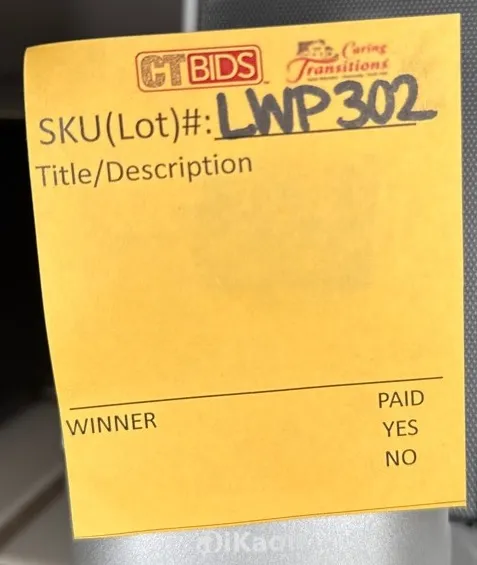 CTBIDS
Caring
Transitions
SKU(Lot)#: LWP302
Title/Description
WINNER
PAID
YES
NO